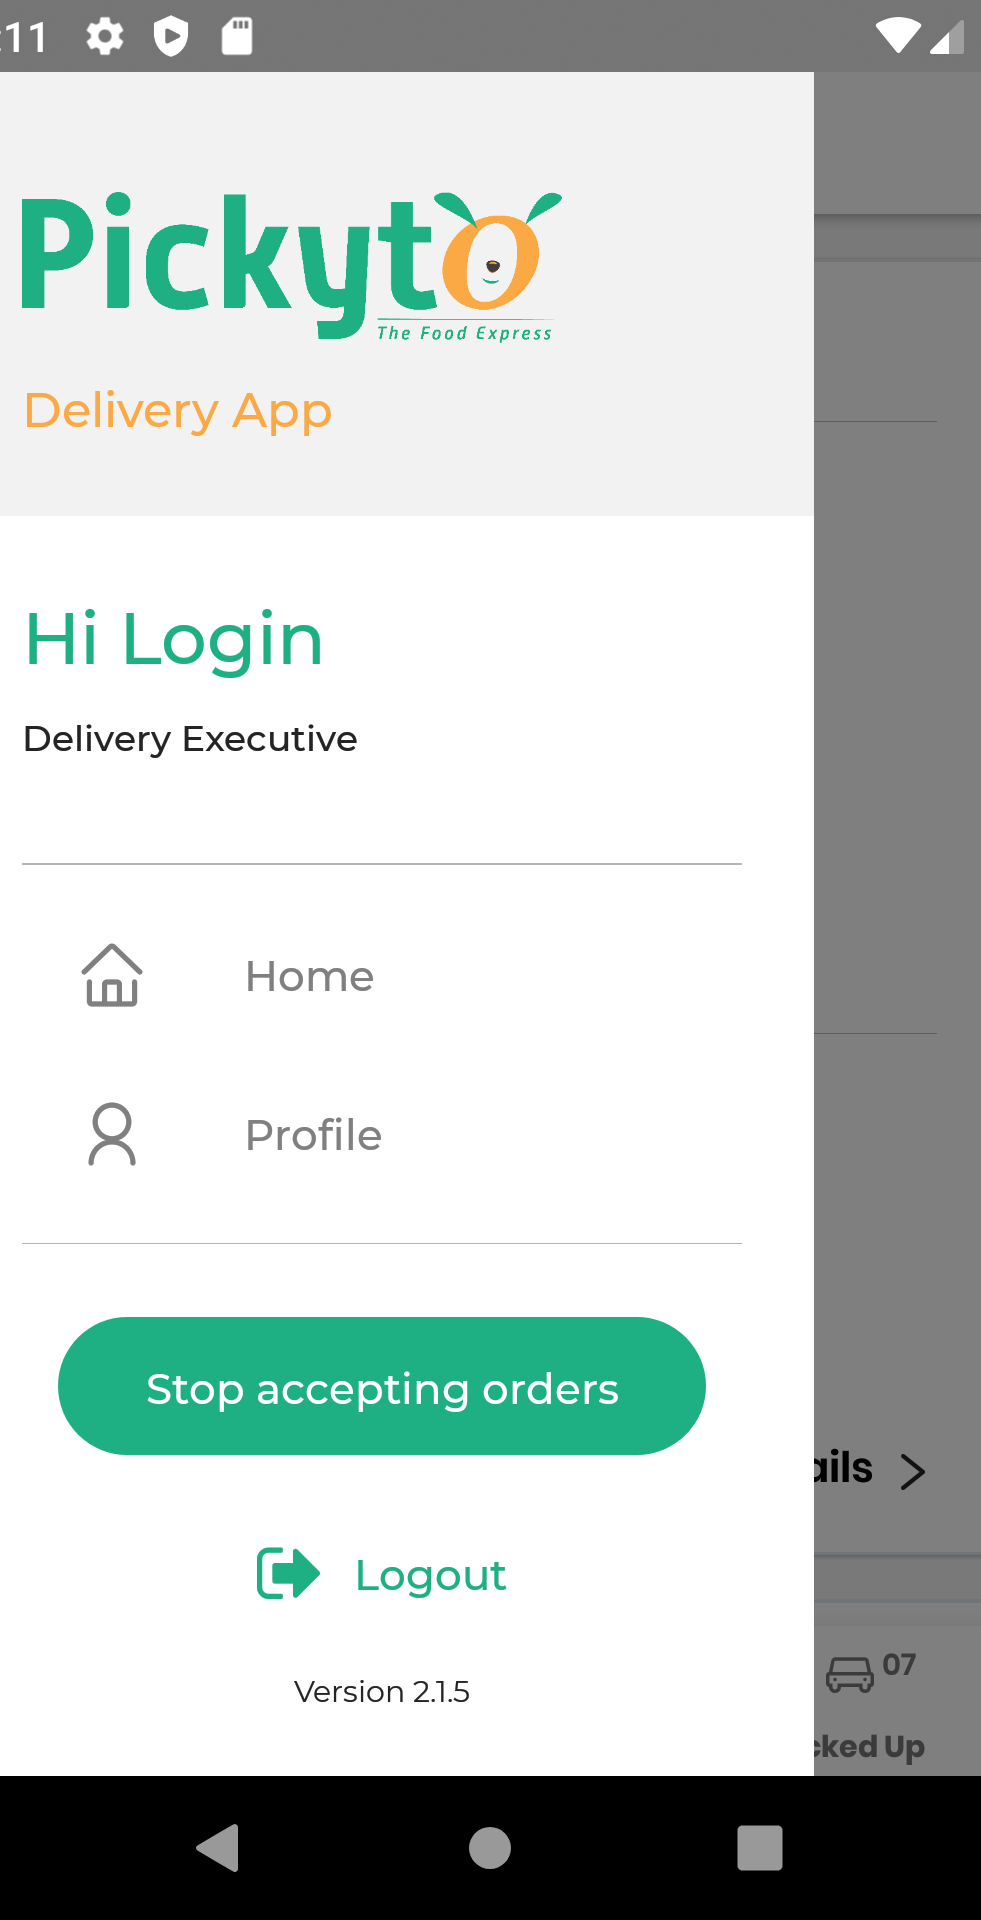 :11
Pickyto
The Food Express
Delivery App
Hi Login
Delivery Executive
Home
Profile
Stop accepting orders
ails
Logout
07
Version 2.1.5
cked Up